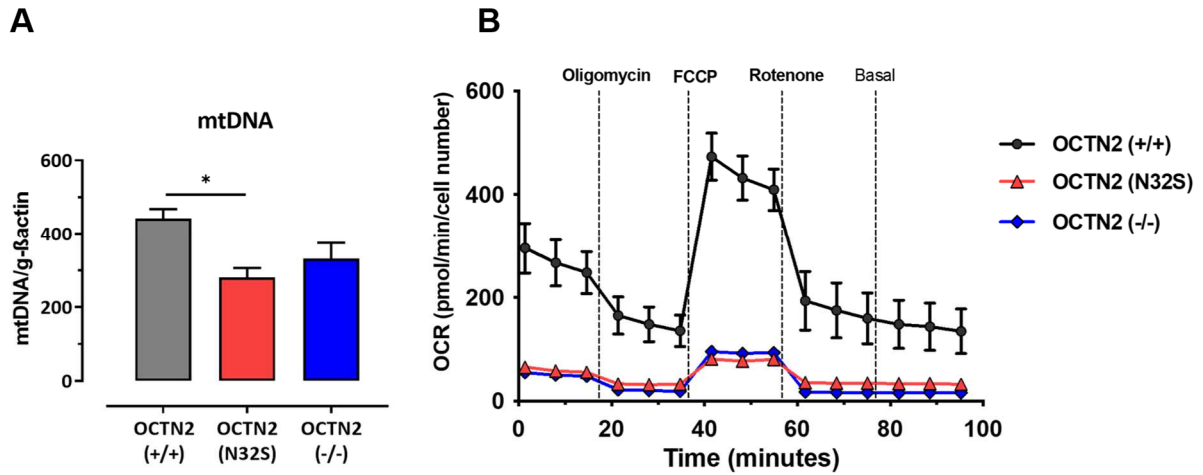 A
mtDNA
mtDNA/g-ßactin
600
400
200
0
*
OCTN2
(+/+)
OCTN2
(N32S)
OCTN2
(-/-)
B
Oligomycin
FCCP
Rotenone
Basal
OCR (pmol/min/cell number)
600
400
200
0
0
20
40
60
80
100
Time (minutes)
OCTN2 (+/+)
OCTN2 (N32S)
OCTN2 (-/-)